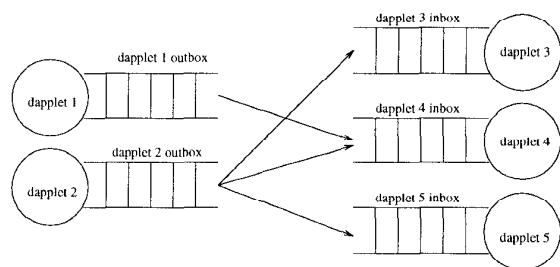 dapplet 1
dapplet 1 outbox
dapplet 2
dapplet 2 outbox
dapplet 3 inbox
dapplet 3
dapplet 4 inbox
dapplet 4
dapplet 5 inbox
dapplet 5